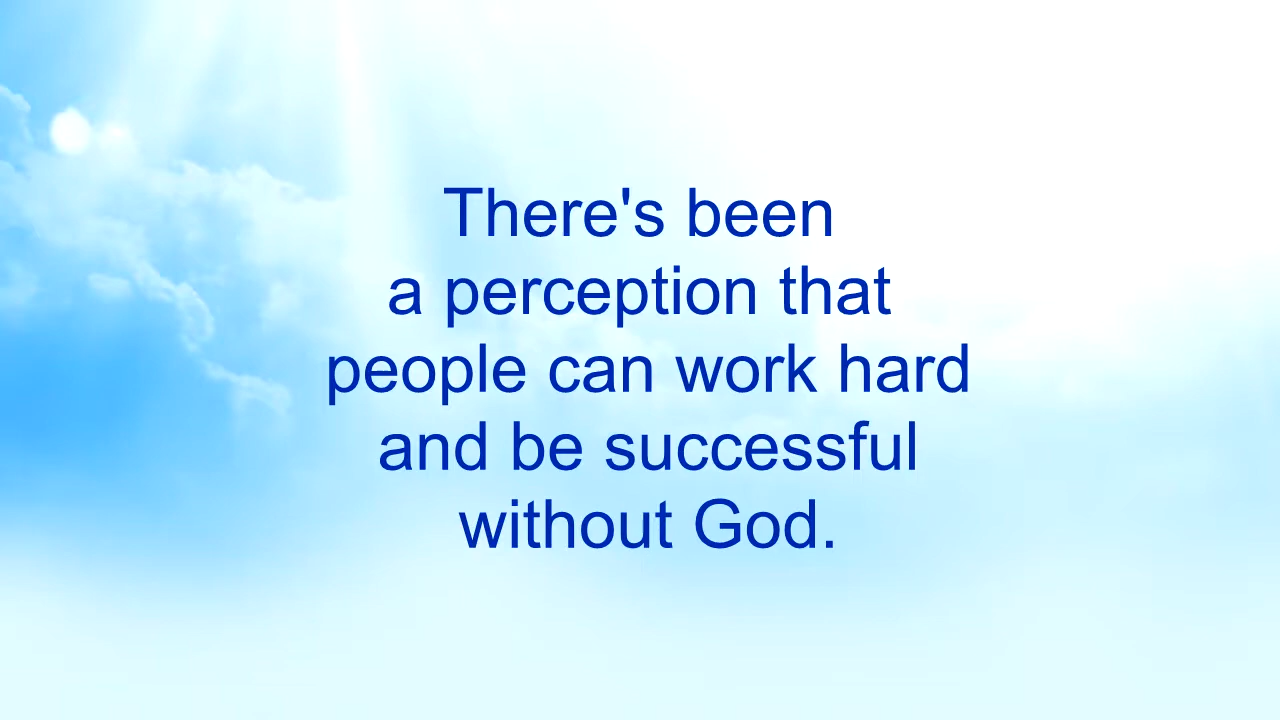 There's been
a perception that
people can work hard
and be successful
without God.